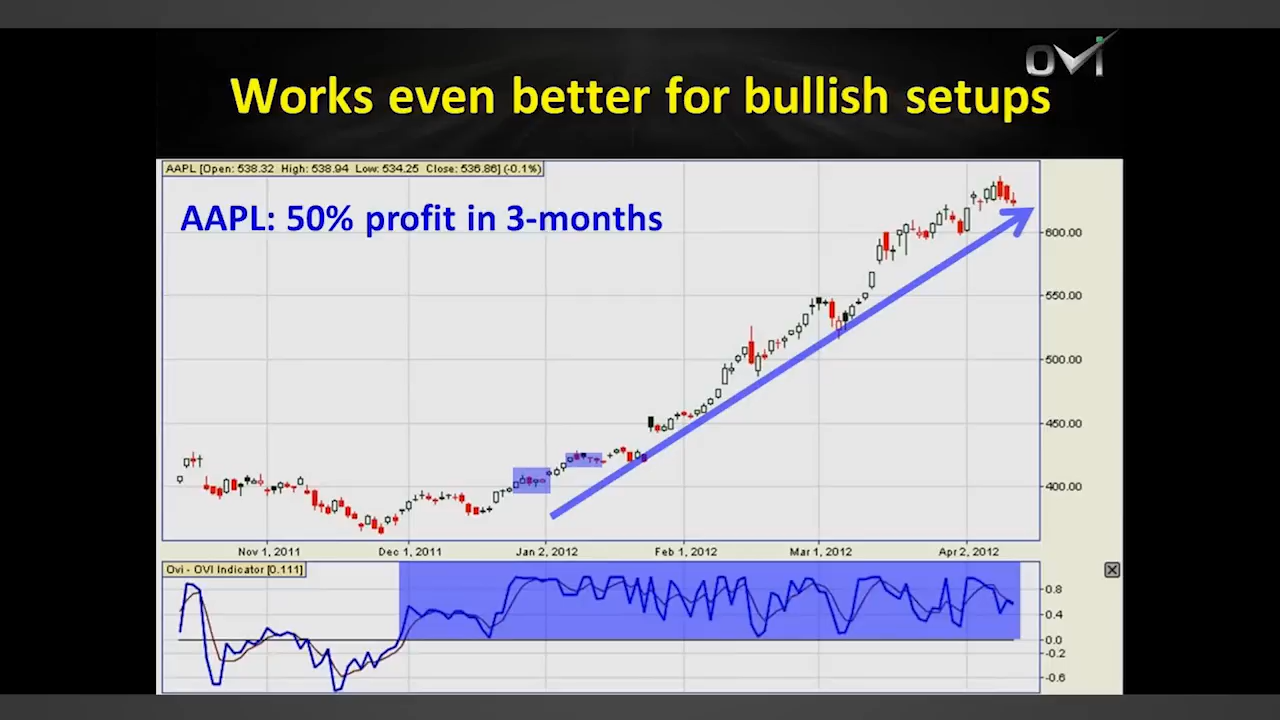 OVI
Works even better for bullish setups
AAPL [Open: 538.32 High: 538.94 Low: 534.25 Close: 536.86] (-0.1%)
AAPL: 50% profit in 3-months
600.00
550.00
500.00
450.00
400.00
Nov 1, 2011 Dec 1, 2011 Jan 2, 2012 Feb 1, 2012 Mar 1, 2012 Apr 2, 2012
Ovi - OVI Indicator [0.111]
0.8
0.4
0.0
-0.2
-0.6